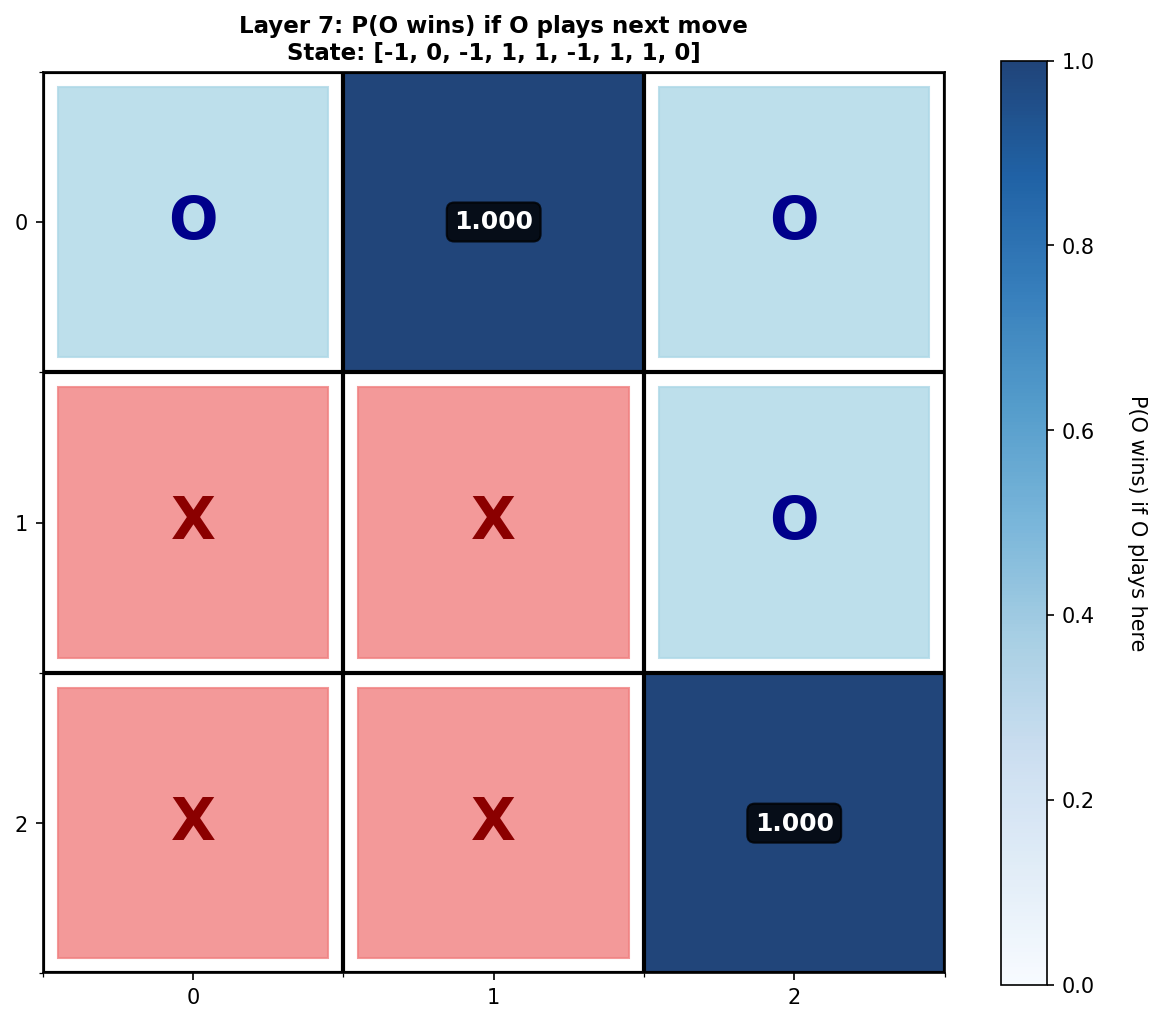 Layer 7: P(O wins) if O plays next move
State: [-1, 0, -1, 1, 1, -1, 1, 1, 0]
O 1.000 O
X X O
X X 1.000
0
1
2
0 1 2
1.0
0.8
0.6
0.4
0.2
0.0
P(O wins) if O plays here